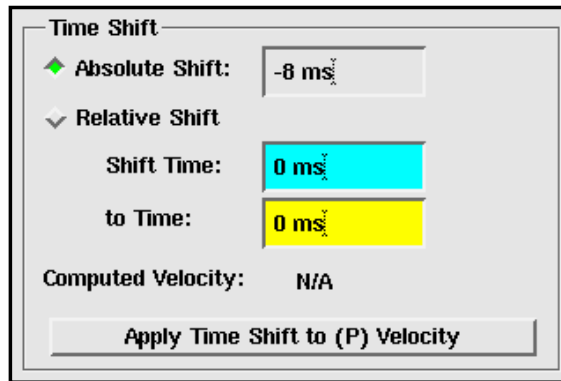 Time Shift
Absolute Shift: -8 ms
Relative Shift
Shift Time: 0 ms
to Time: 0 ms
Computed Velocity: N/A
Apply Time Shift to (P) Velocity